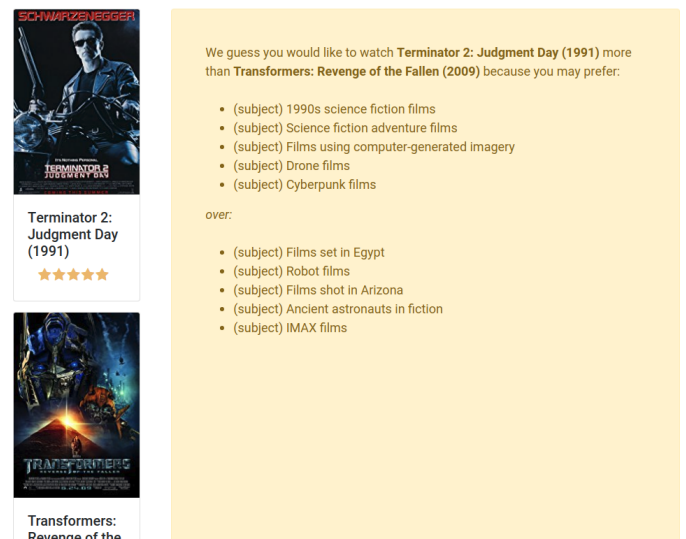 SCHWARZENEGGER
IT'S NOTHING PERSONAL.
TERMINATOR 2
JUDGMENT DAY
Terminator 2:
Judgment Day
(1991)
TRANSFORMERS
REVENGE OF THE FALLEN
Transformers:
Revenge of the
We guess you would like to watch Terminator 2: Judgment Day (1991) more
than Transformers: Revenge of the Fallen (2009) because you may prefer:
• (subject) 1990s science fiction films
• (subject) Science fiction adventure films
• (subject) Films using computer-generated imagery
• (subject) Drone films
• (subject) Cyberpunk films
over:
• (subject) Films set in Egypt
• (subject) Robot films
• (subject) Films shot in Arizona
• (subject) Ancient astronauts in fiction
• (subject) IMAX films